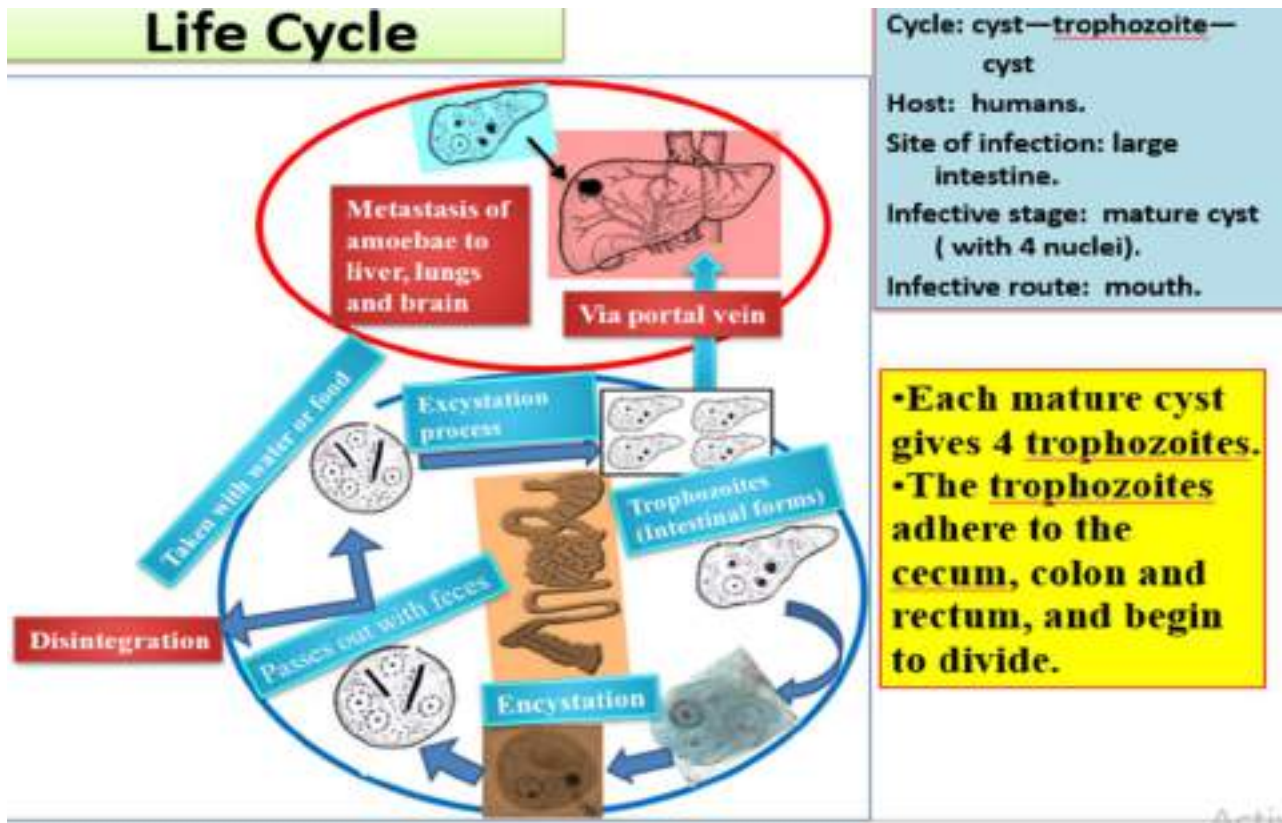 Life Cycle
Cycle: cyst—trophozoite—
cyst
Host: humans.
Site of infection: large
intestine.
Infective stage: mature cyst
( with 4 nuclei).
Infective route: mouth.
Metastasis of
amoebae to
liver, lungs
and brain
Via portal vein
Taken with water or food
Excystation
process
Trophozoites
(Intestinal forms)
Disintegration
Passes out with feces
Encystation
•Each mature cyst
gives 4 trophozoites.
•The trophozoites
adhere to the
cecum, colon and
rectum, and begin
to divide.